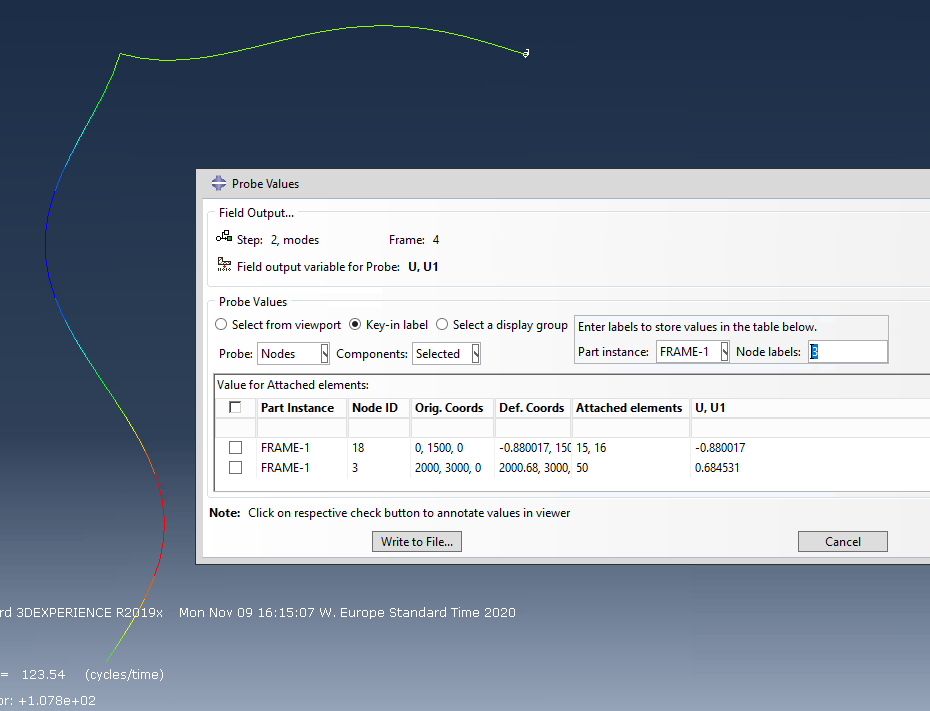 Probe Values
Field Output...
Step: 2, modes Frame: 4
Field output variable for Probe: U, U1
Probe Values
Select from viewport Key-in label Select a display group
Enter labels to store values in the table below.
Probe: Nodes Components: Selected Part instance: FRAME-1 Node labels: 3
Value for Attached elements:
Part Instance Node ID Orig. Coords Def. Coords Attached elements U, U1
FRAME-1 18 0, 1500, 0 -0.880017, 150 15, 16 -0.880017
FRAME-1 3 2000, 3000, 0 2000.68, 3000, 50 0.684531
Note: Click on respective check button to annotate values in viewer
Write to File... Cancel
rd 3DEXPERIENCE R2019x Mon Nov 09 16:15:07 W. Europe Standard Time 2020
= 123.54 (cycles/time)
or: +1.078e+02